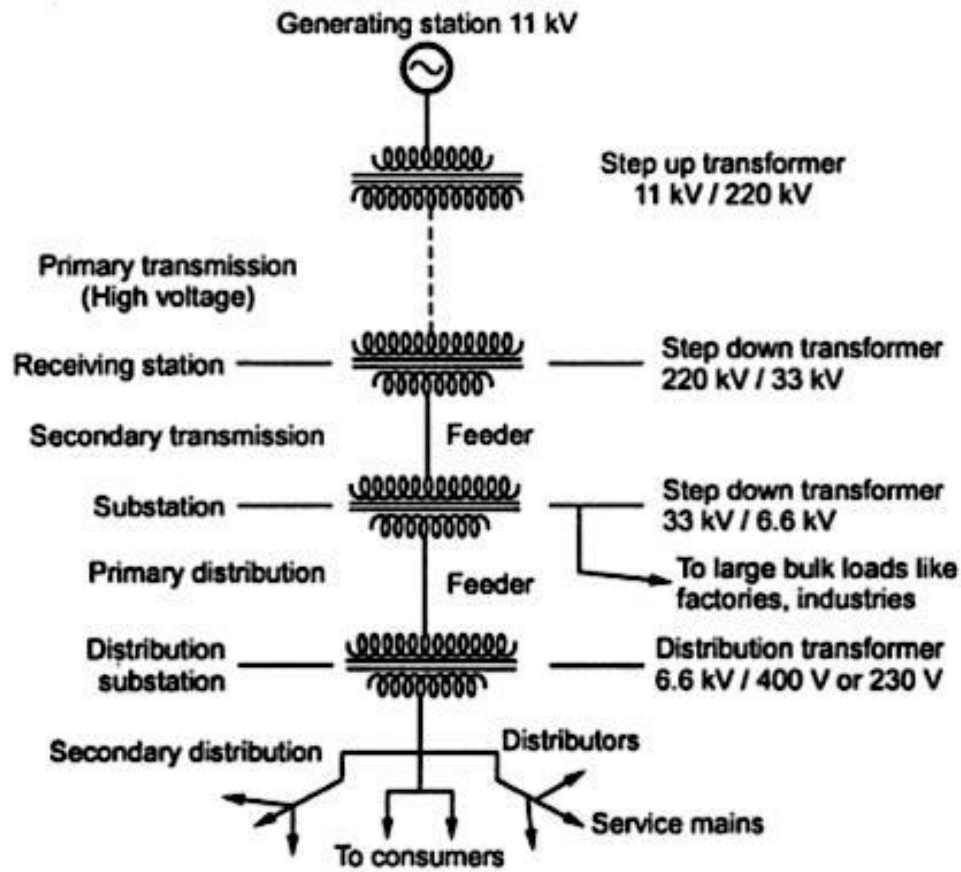 Generating station 11 kV
Step up transformer
11 kV / 220 kV
Primary transmission
(High voltage)
Receiving station
Step down transformer
220 kV / 33 kV
Secondary transmission
Feeder
Substation
Step down transformer
33 kV / 6.6 kV
Primary distribution
Feeder
To large bulk loads like
factories, industries
Distribution
substation
Distribution transformer
6.6 kV / 400 V or 230 V
Secondary distribution
Distributors
Service mains
To consumers